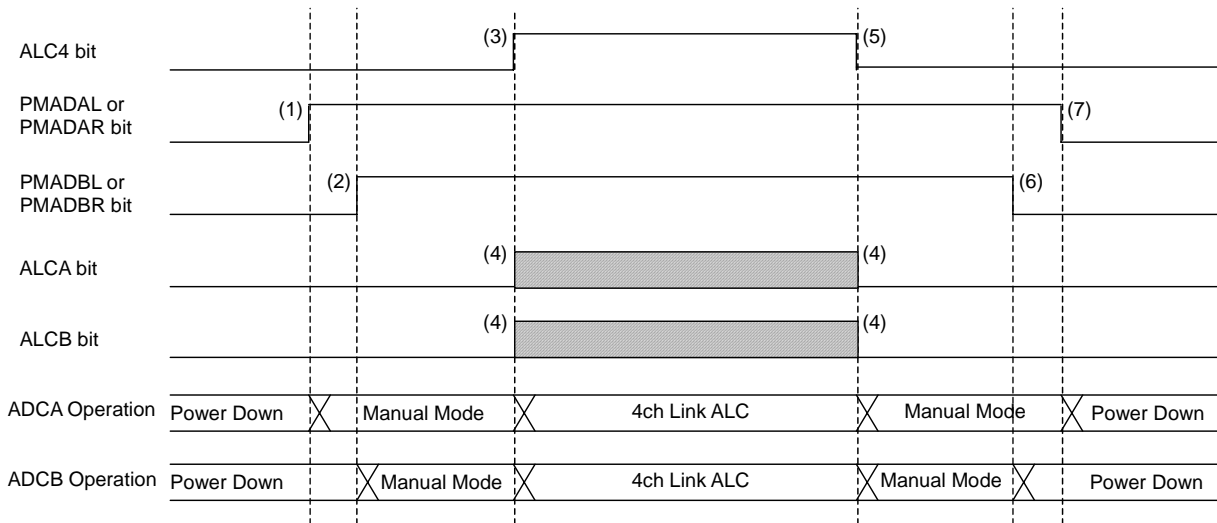 ALC4 bit
(3)
(5)
PMADAL or
PMADAR bit
(1)
(7)
PMADBL or
PMADBR bit
(2)
(6)
ALCA bit
(4)
(4)
ALCB bit
(4)
(4)
ADCA Operation
Power Down
Manual Mode
4ch Link ALC
Manual Mode
Power Down
ADCB Operation
Power Down
Manual Mode
4ch Link ALC
Manual Mode
Power Down